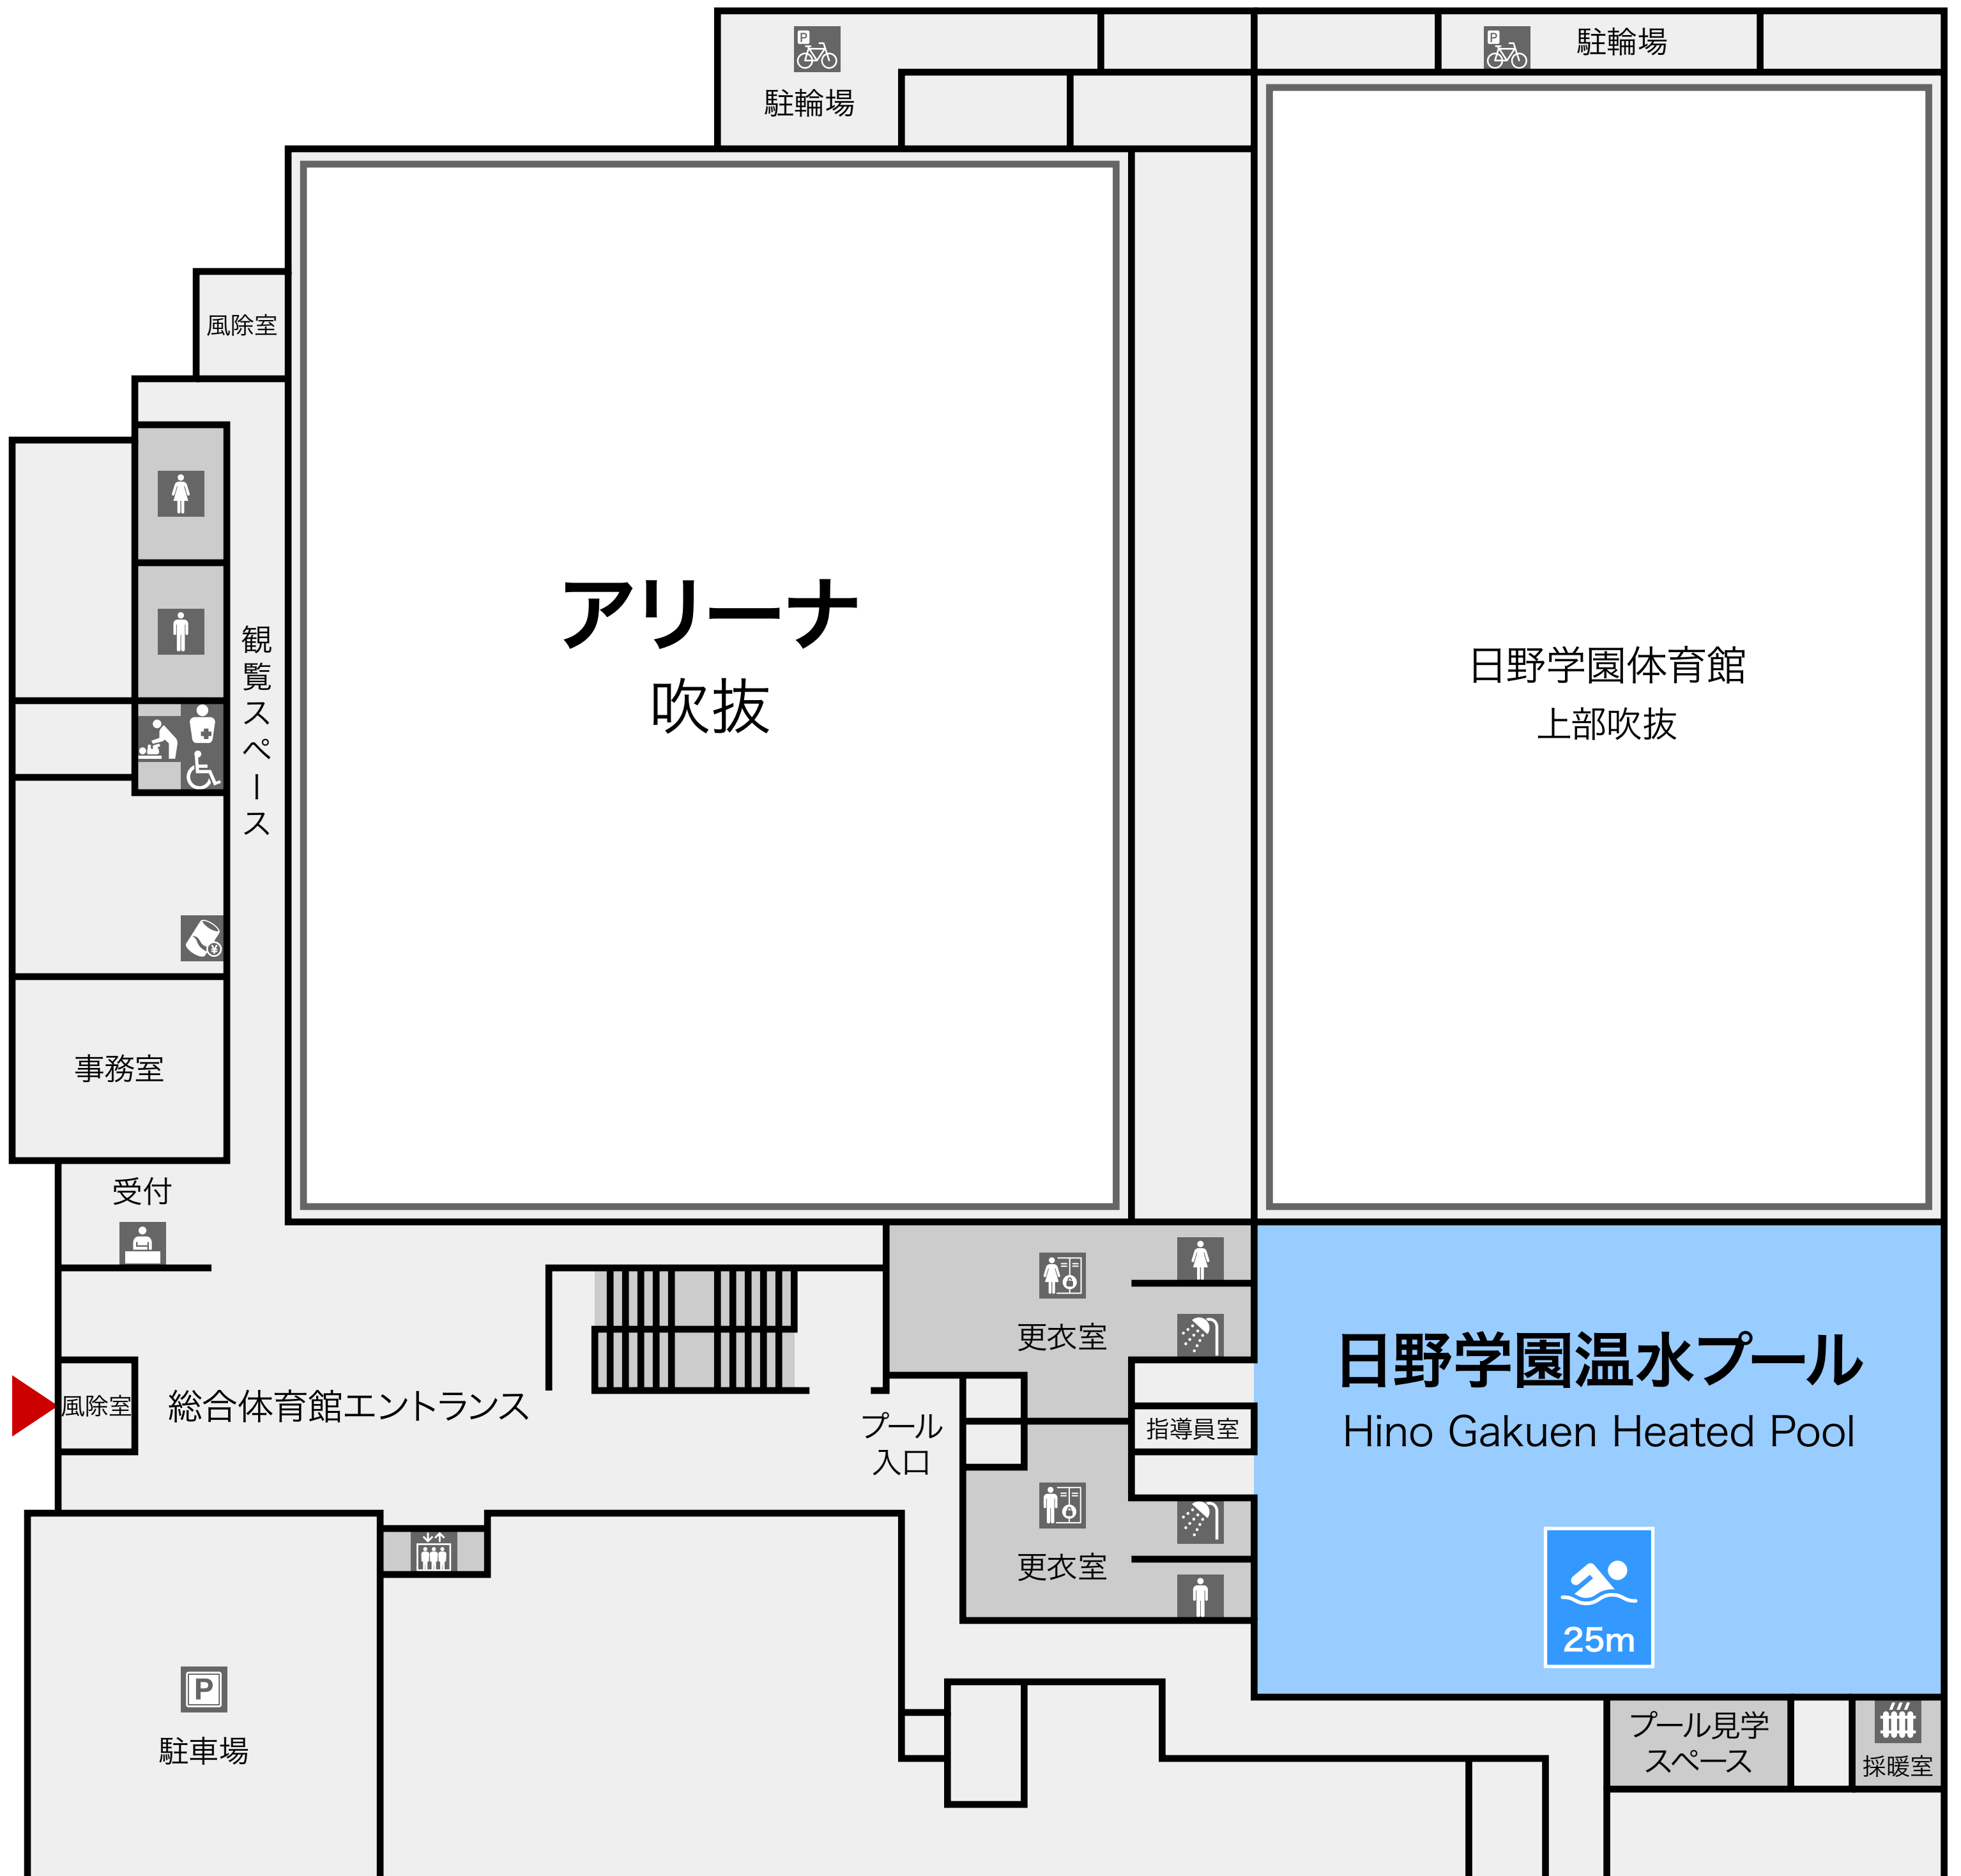 P
駐輪場
P
駐輪場
風除室
観覧スペース
アリーナ
吹抜
日野学園体育館
上部吹抜
¥
事務室
受付
風除室
総合体育館エントランス
プール
入口
更衣室
指導員室
更衣室
日野学園温水プール
Hino Gakuen Heated Pool
25m
P
駐車場
プール見学
スペース
採暖室